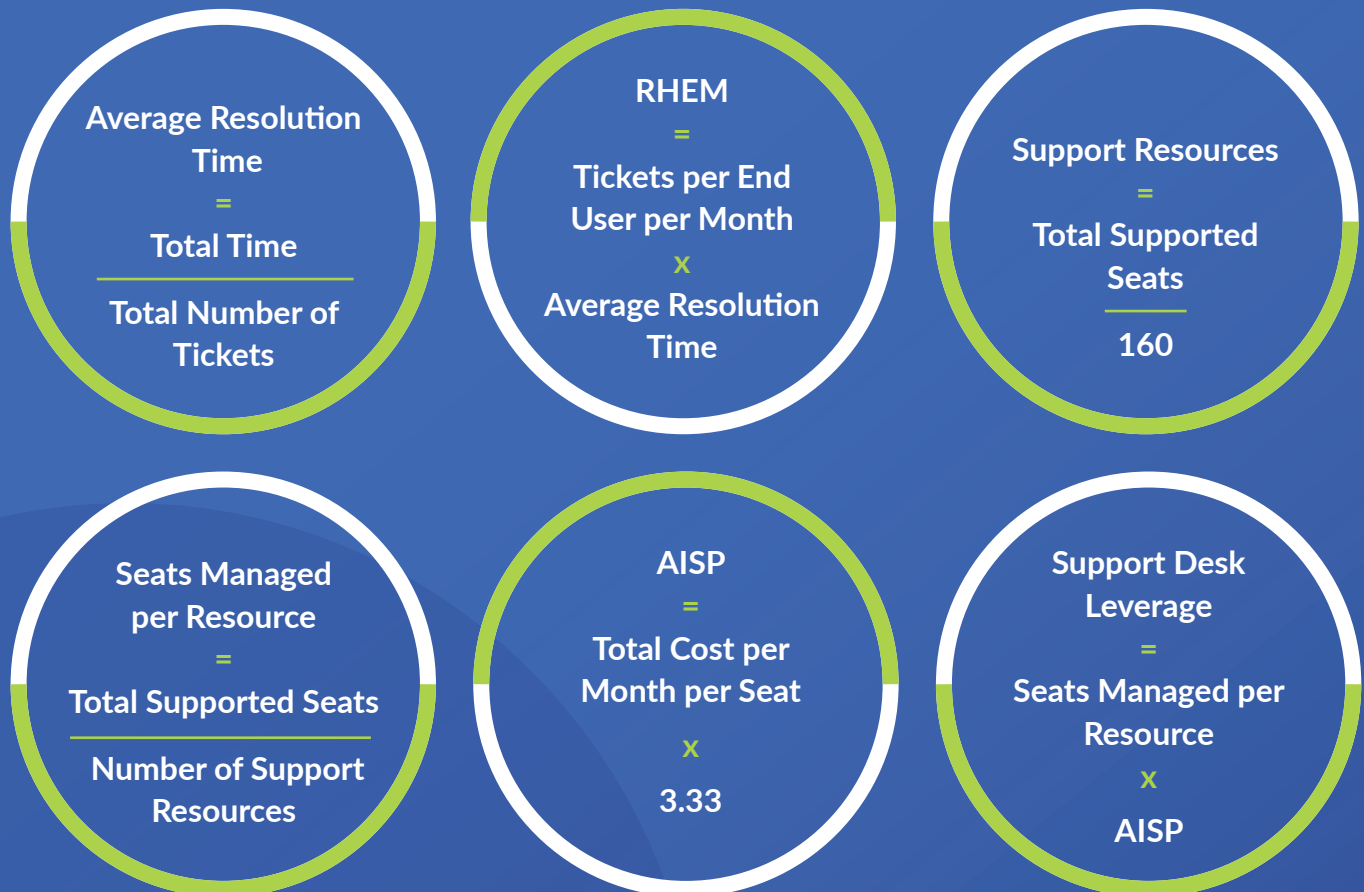 Average Resolution
Time
=
Total Time
Total Number of
Tickets
RHEM
=
Tickets per End
User per Month
x
Average Resolution
Time
Support Resources
=
Total Supported
Seats
160
Seats Managed
per Resource
=
Total Supported Seats
Number of Support
Resources
AISP
=
Total Cost per
Month per Seat
x
3.33
Support Desk
Leverage
=
Seats Managed per
Resource
x
AISP